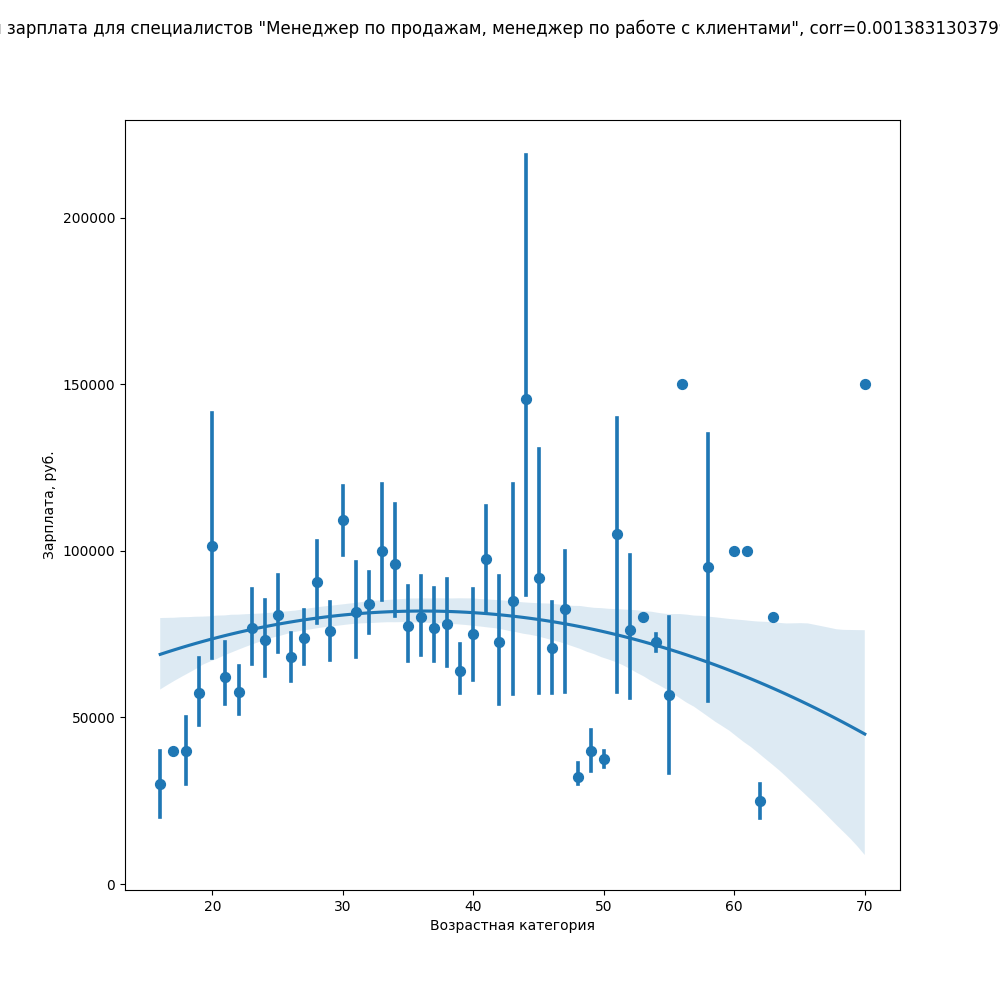 зарплата для специалистов "Менеджер по продажам, менеджер по работе с клиентами", corr=0.001383130379
200000
150000
100000
50000
0
Зарплата, руб.
20 30 40 50 60 70
Возрастная категория